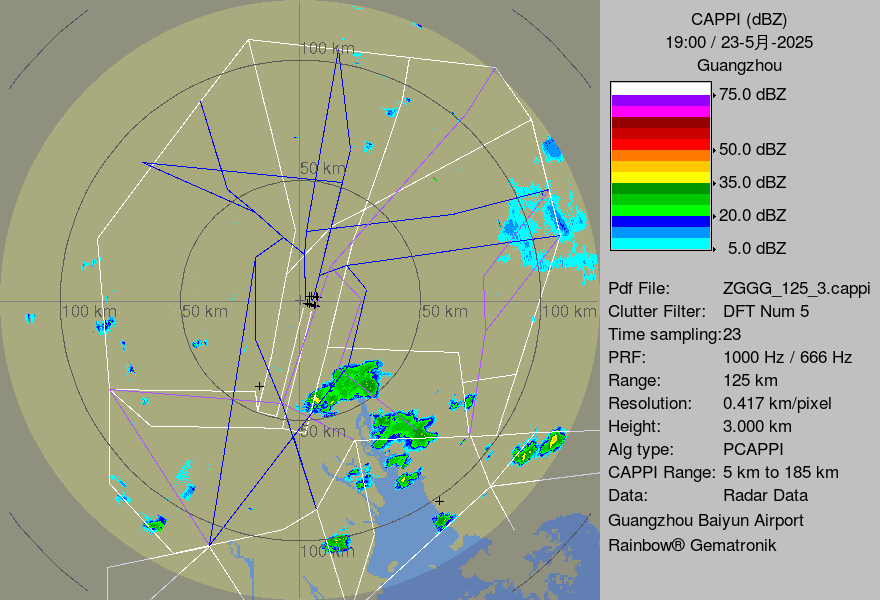 CAPPI (dBZ)
19:00 / 23-5月-2025
Guangzhou
75.0 dBZ
50.0 dBZ
35.0 dBZ
20.0 dBZ
5.0 dBZ
Pdf File: ZGGG_125_3.cappi
Clutter Filter: DFT Num 5
Time sampling:23
PRF: 1000 Hz / 666 Hz
Range: 125 km
Resolution: 0.417 km/pixel
Height: 3.000 km
Alg type: PCAPPI
CAPPI Range: 5 km to 185 km
Data: Radar Data
Guangzhou Baiyun Airport
Rainbow® Gematronik
100 km
50 km
100 km
50 km
50 km
100 km
50 km
100 km